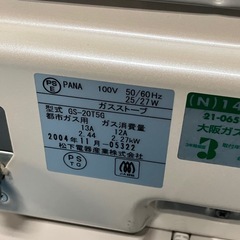 PS E PANA 100V 50/60Hz
25/27W
ガスストーブ
型式 GS-20T5G
都市ガス用 ガス消費量
13A 12A
2.44 2.27kW
2004年11月-05322
松下電器産業株式会社
PS TG
(N)14
21-065
大阪ガ